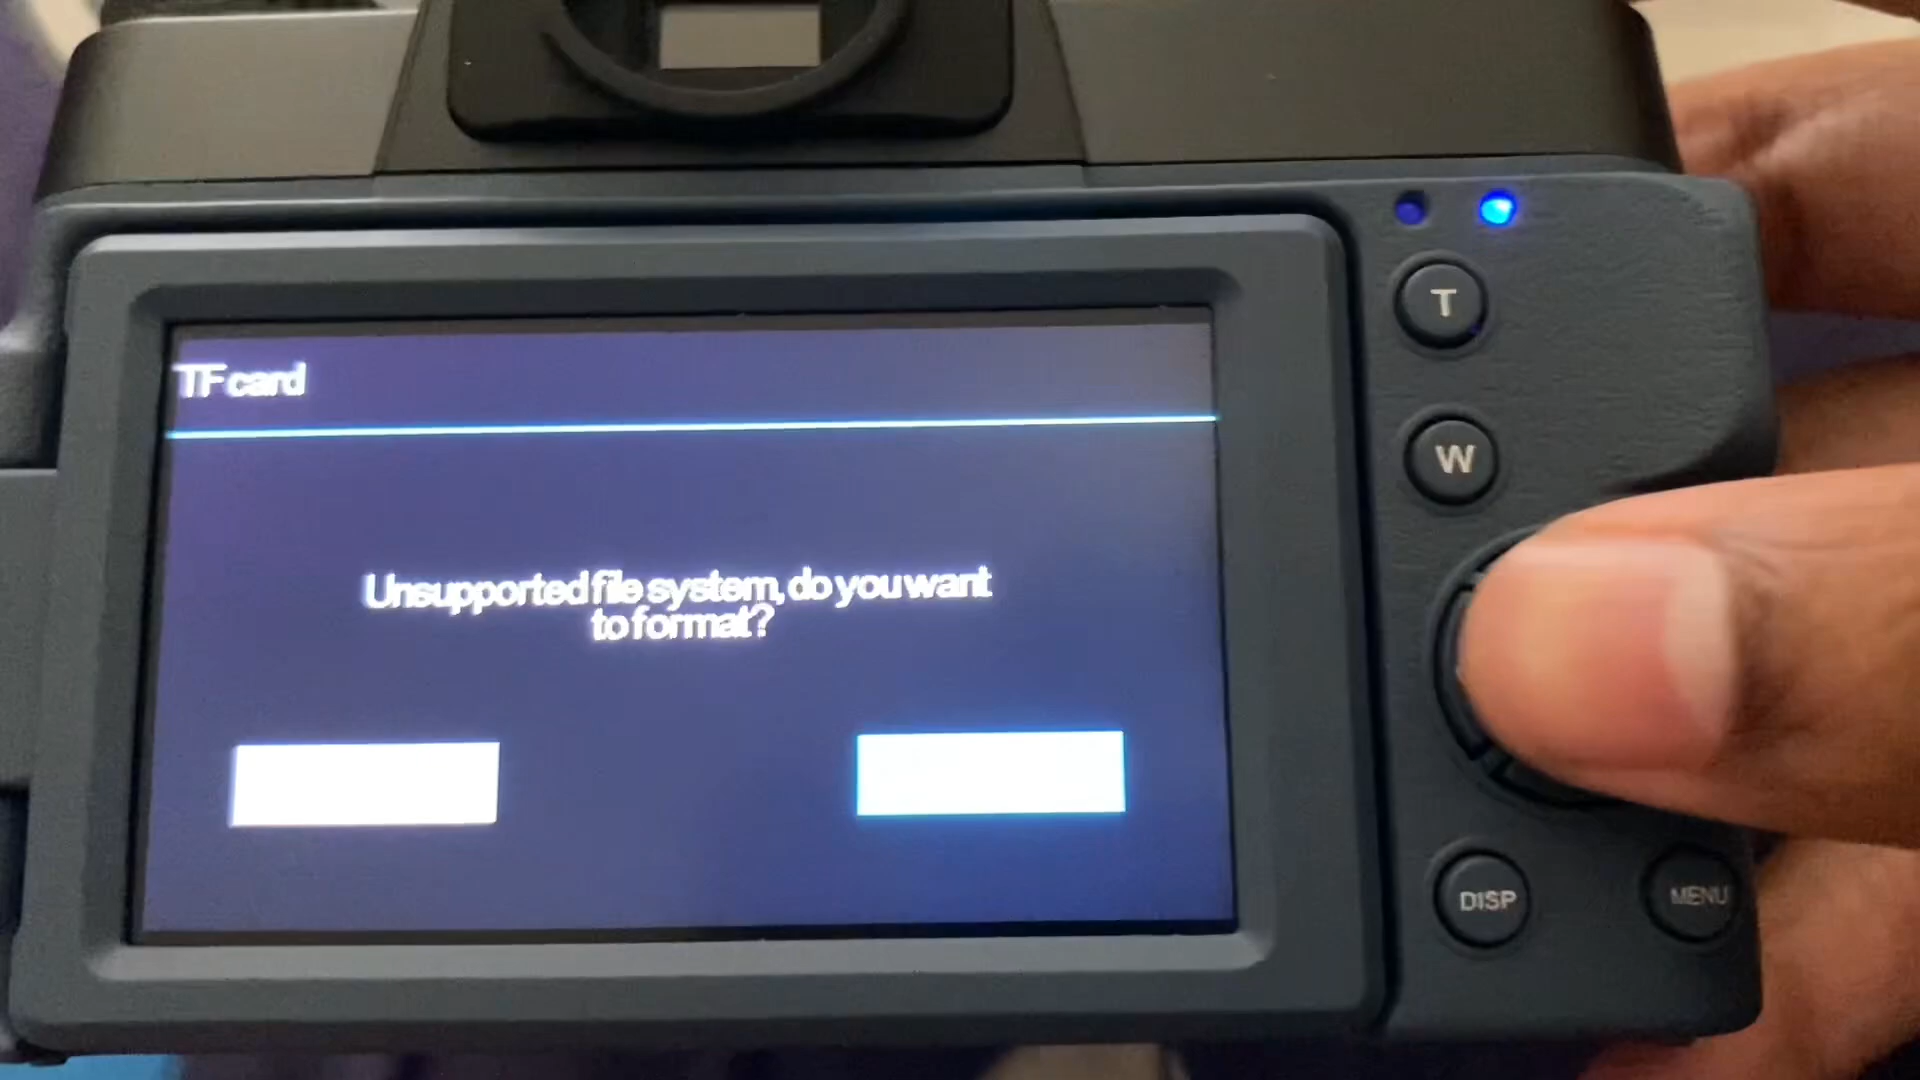 TF card
Unsupported file system, do you want
to format?
T
W
DISP
MENU